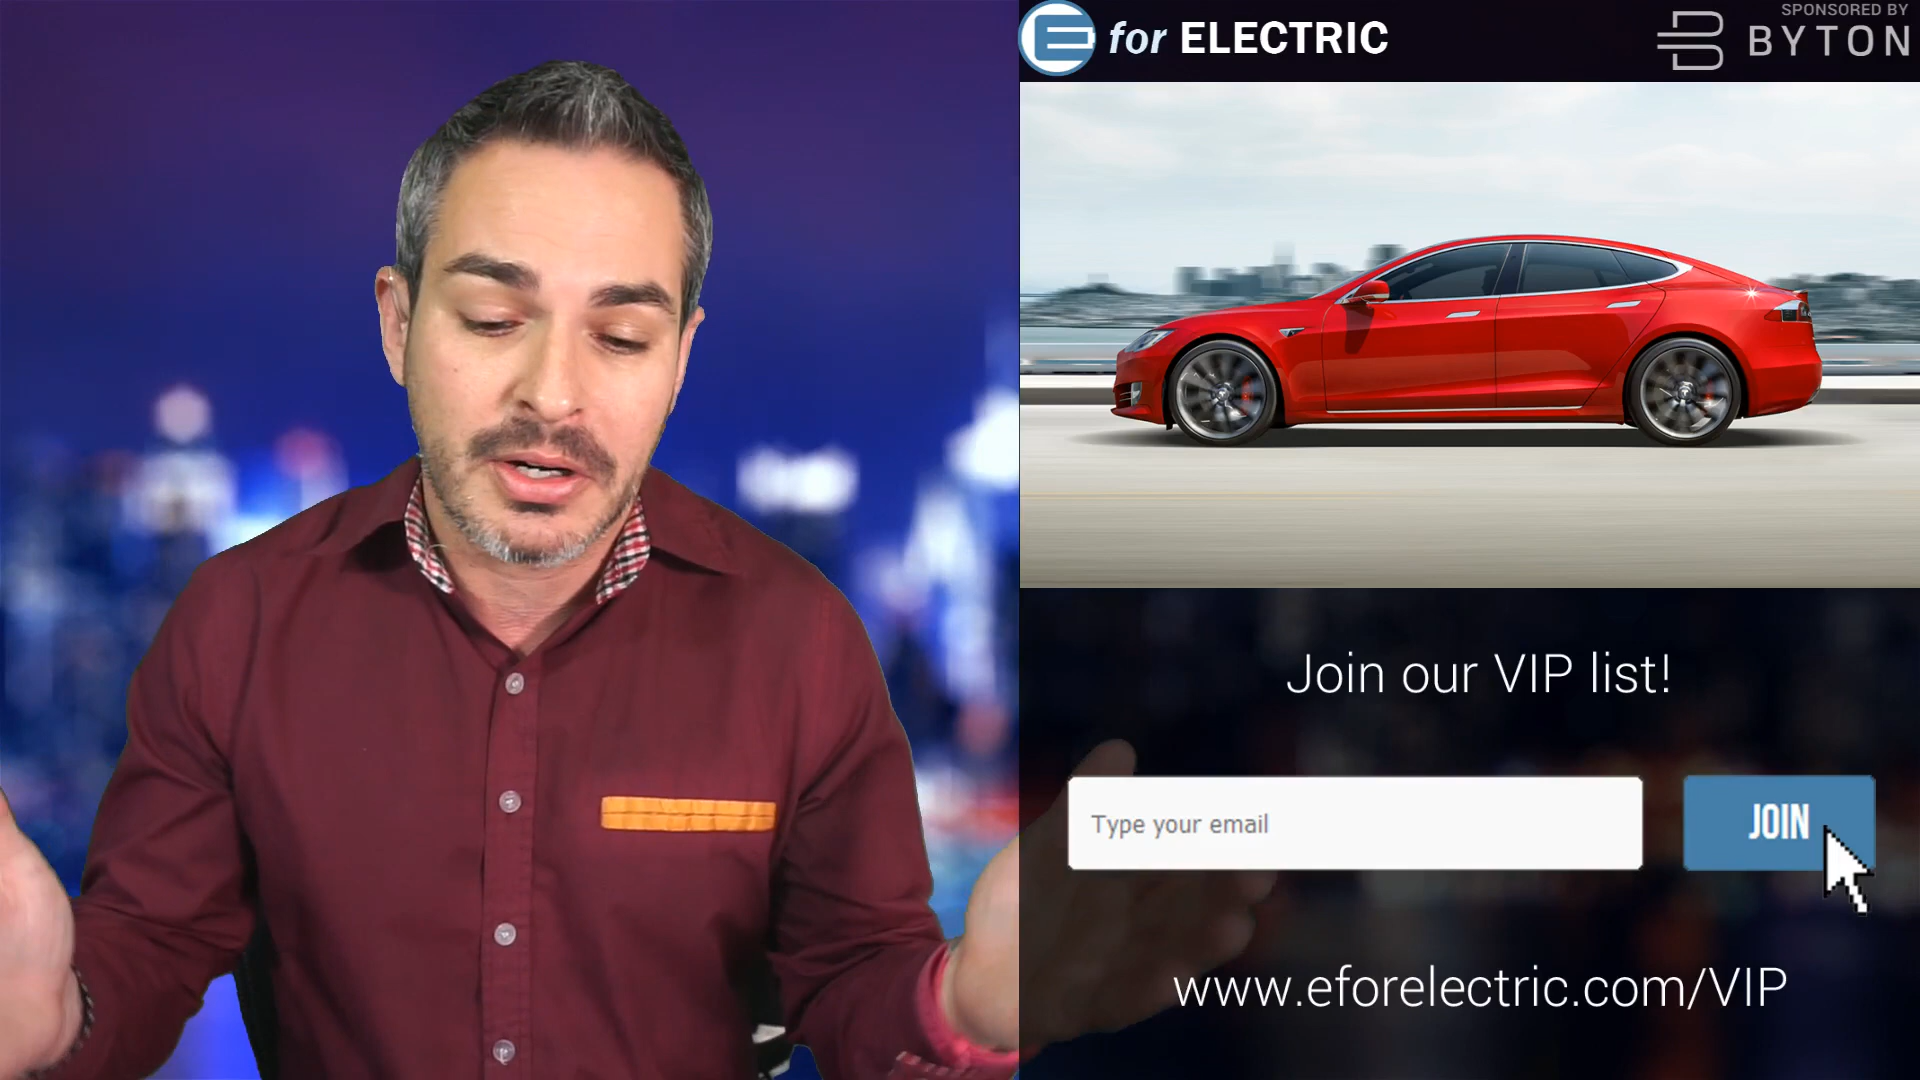 for ELECTRIC
SPONSORED BY
BYTON
Join our VIP list!
Type your email
JOIN
www.eforelectric.com/VIP